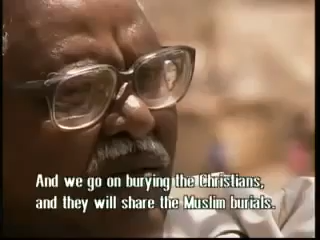 And we go on burying the Christians,
and they will share the Muslim burials.